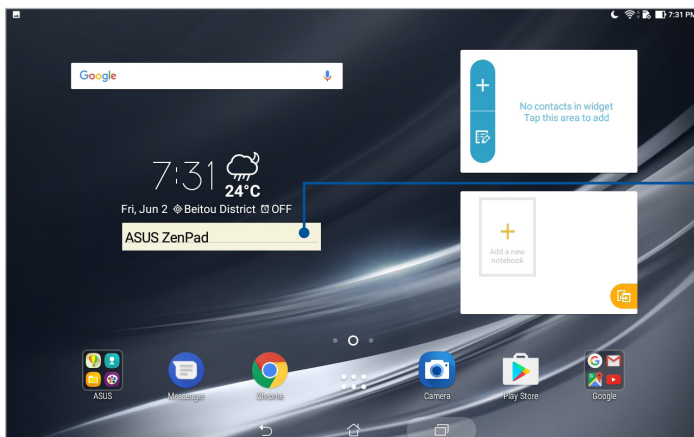 7:31 PM
Google
No contacts in widget
Tap this area to add
7:31
24°C
Fri, Jun 2 Beitou District OFF
ASUS ZenPad
Add a new
notebook
ASUS
Messenger
Chrome
Camera
Play Store
Google